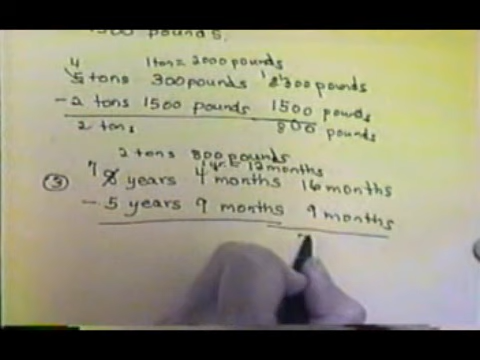 1500 pounds.
4 1 ton = 2000 pounds
5 tons 300 pounds 2300 pounds
- 2 tons 1500 pounds 1500 pounds
2 tons 800 pounds
2 tons 800 pounds
7 1 yr. = 12 months
③ 8 years 4 months 16 months
- 5 years 9 months 9 months